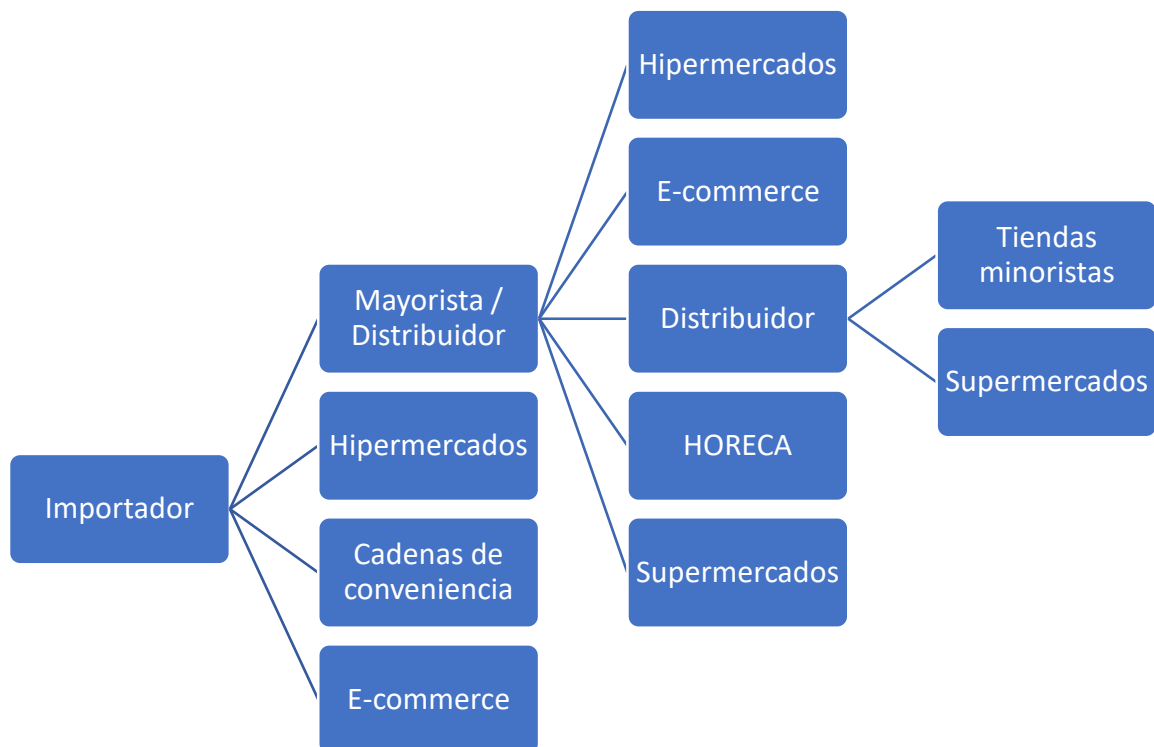 Importador
Mayorista /
Distribuidor
Hipermercados
Cadenas de
conveniencia
E-commerce
Hipermercados
E-commerce
Distribuidor
HORECA
Supermercados
Tiendas
minoristas
Supermercados